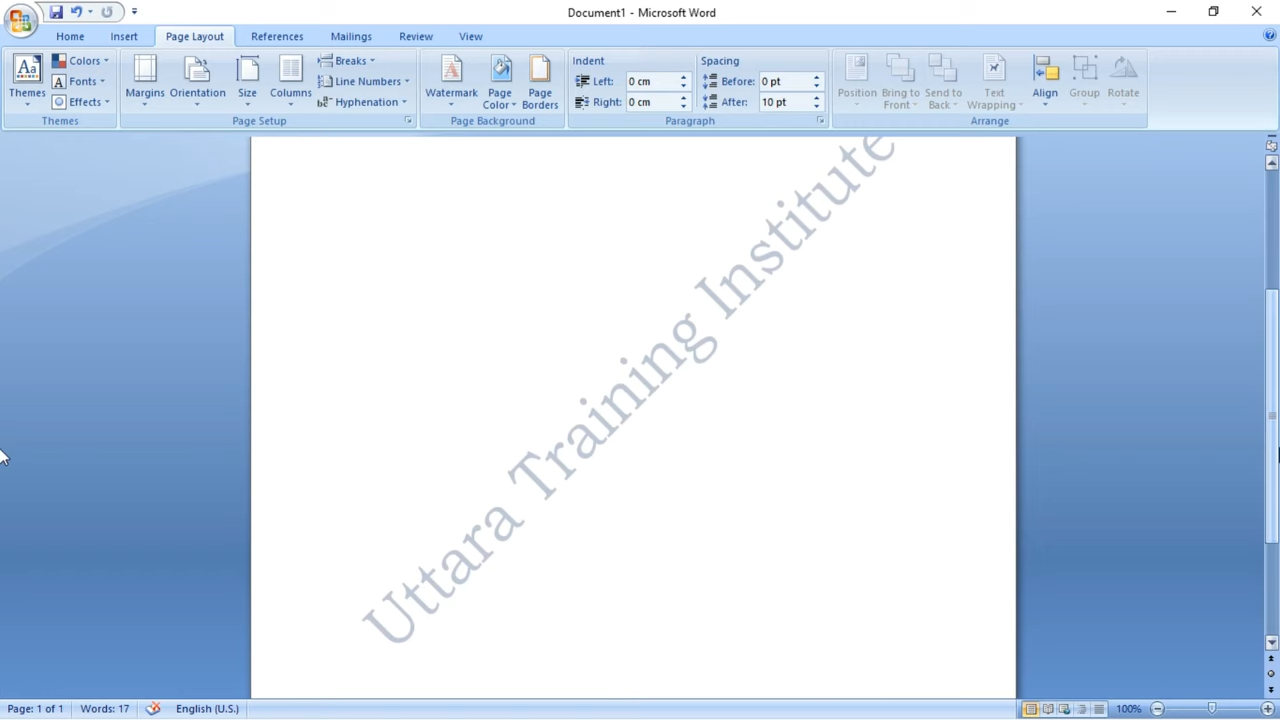 Document1 - Microsoft Word
Home Insert Page Layout References Mailings Review View
Themes
Colors
Fonts
Effects
Themes
Margins
Orientation
Size
Columns
Breaks
Line Numbers
Hyphenation
Page Setup
Watermark
Page Color
Page Borders
Page Background
Indent
Left: 0 cm
Right: 0 cm
Spacing
Before: 0 pt
After: 10 pt
Paragraph
Position
Bring to Front
Send to Back
Text Wrapping
Align
Group
Rotate
Arrange
Uttara Training Institute
Page: 1 of 1 Words: 17 English (U.S.) 100%